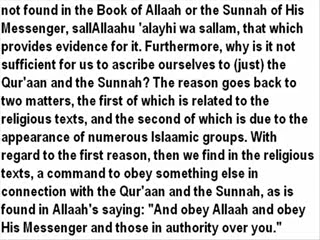 not found in the Book of Allaah or the Sunnah of His
Messenger, sallAllaahu 'alayhi wa sallam, that which
provides evidence for it. Furthermore, why is it not
sufficient for us to ascribe ourselves to (just) the
Qur'aan and the Sunnah? The reason goes back to
two matters, the first of which is related to the
religious texts, and the second of which is due to the
appearance of numerous Islaamic groups. With
regard to the first reason, then we find in the religious
texts, a command to obey something else in
connection with the Qur'aan and the Sunnah, as is
found in Allaah's saying: "And obey Allaah and obey
His Messenger and those in authority over you."